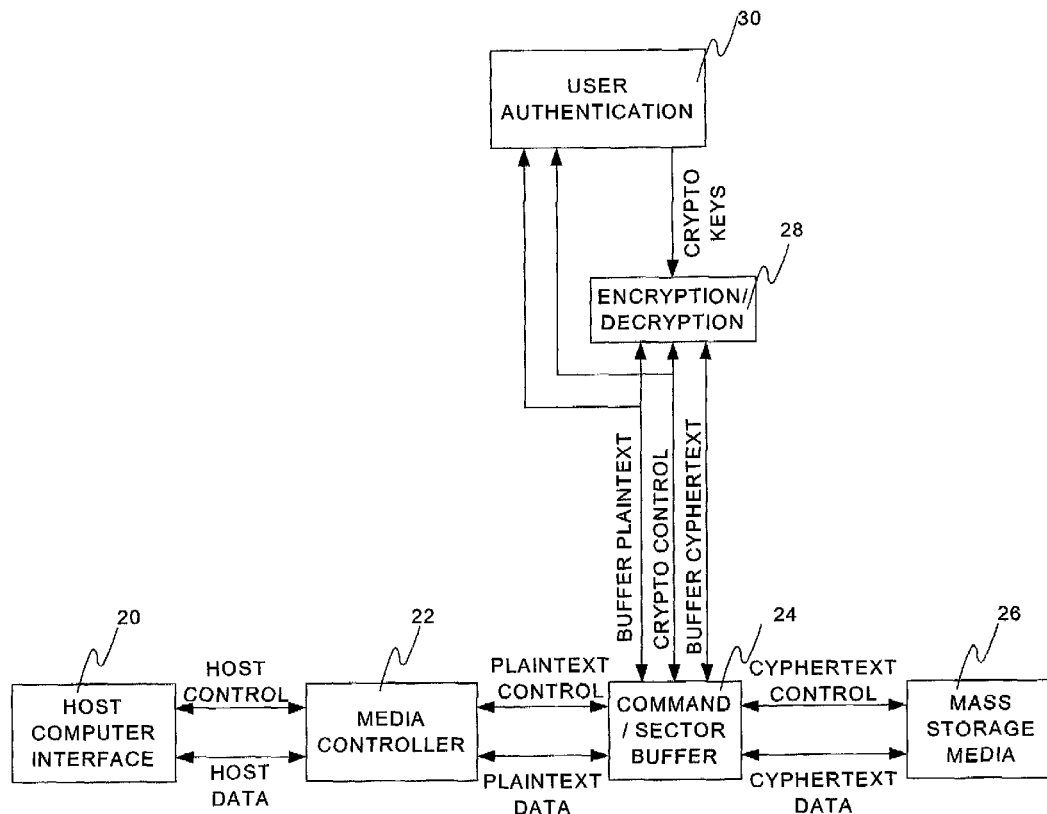 30
USER
AUTHENTICATION
CRYPTO
KEYS
28
ENCRYPTION/
DECRYPTION
BUFFER PLAINTEXT
CRYPTO CONTROL
BUFFER CYPHERTEXT
20
22
24
26
HOST
COMPUTER
INTERFACE
HOST
CONTROL
HOST
DATA
MEDIA
CONTROLLER
PLAINTEXT
CONTROL
PLAINTEXT
DATA
COMMAND
/ SECTOR
BUFFER
CYPHERTEXT
CONTROL
CYPHERTEXT
DATA
MASS
STORAGE
MEDIA